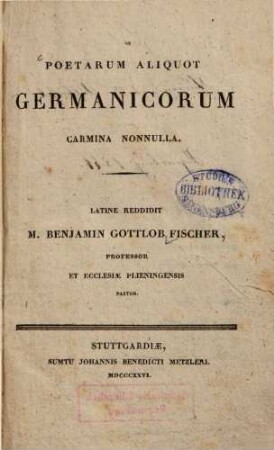 POETARUM ALIQUOT
GERMANICORUM
CARMINA NONNULLA.
LATINE REDDIDIT
M. BENJAMIN GOTTLOB FISCHER,
PROFESSOR
ET ECCLESIÆ PLIENINGENSIS
PASTOR.
BIBLIOTHEK
STUTTGARDIÆ,
SUMTU JOHANNIS BENEDICTI METZLERI.
MDCCCXXVI.